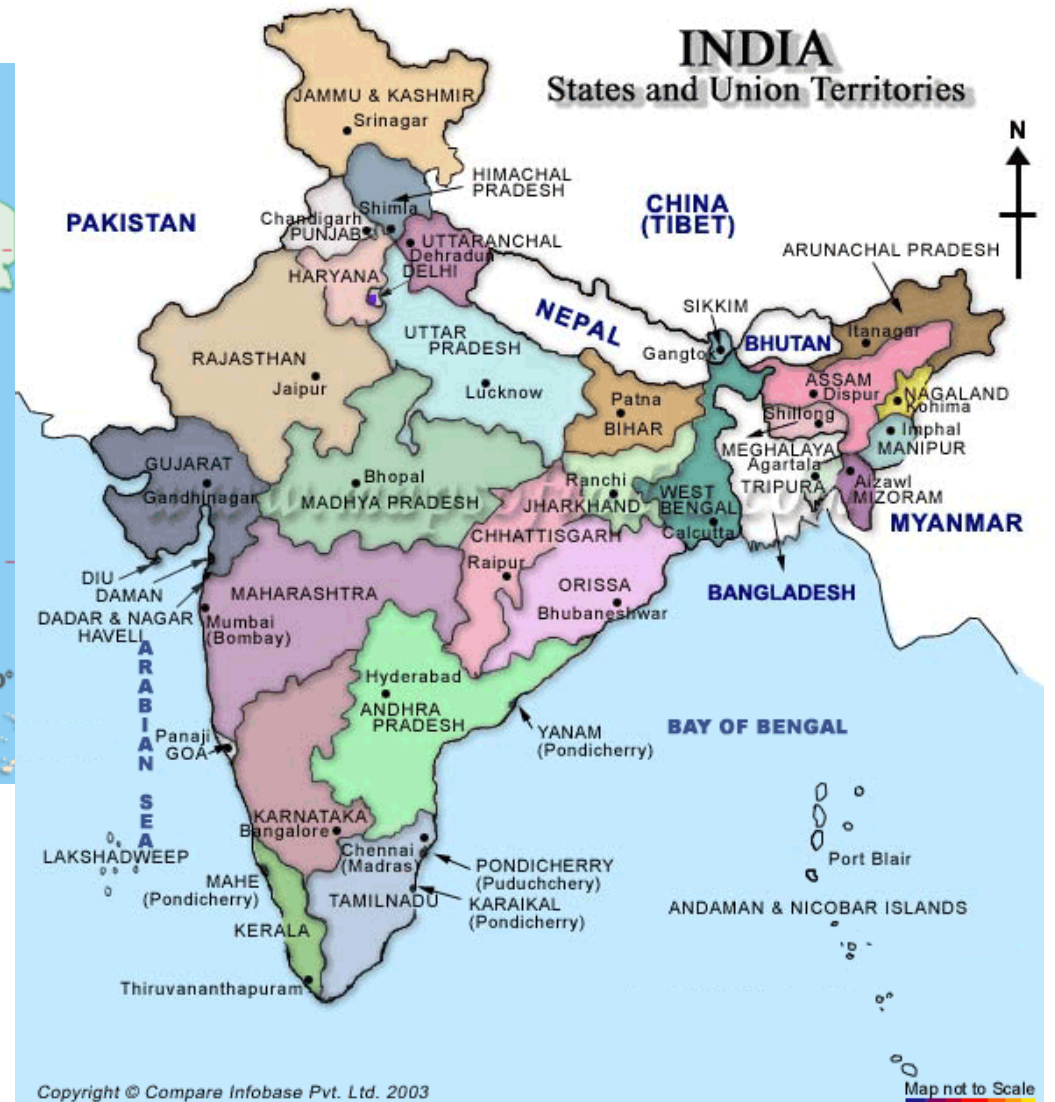 INDIA
States and Union Territories
N
JAMMU & KASHMIR
Srinagar
HIMACHAL
PRADESH
PAKISTAN
CHINA
(TIBET)
Chandigarh
Shimla
PUNJAB
UTTARANCHAL
Dehradun
ARUNACHAL PRADESH
HARYANA
DELHI
SIKKIM
NEPAL
BHUTAN
Itanagar
Gangtok
UTTAR
PRADESH
RAJASTHAN
Jaipur
Lucknow
ASSAM
Dispur
NAGALAND
Kohima
Patna
BIHAR
Shillong
Imphal
MANIPUR
MEGHALAYA
Agartala
TRIPURA
Aizawl
MIZORAM
GUJARAT
Gandhinagar
Bhopal
MADHYA PRADESH
Ranchi
JHARKHAND
WEST
BENGAL
Calcutta
MYANMAR
CHHATTISGARH
Raipur
ORISSA
Bhubaneshwar
BANGLADESH
DIU
DAMAN
DADAR & NAGAR
HAVELI
MAHARASHTRA
Mumbai
(Bombay)
ARABIAN SEA
Hyderabad
ANDHRA
PRADESH
YANAM
(Pondicherry)
BAY OF BENGAL
Panaji
GOA
KARNATAKA
Bangalore
LAKSHADWEEP
Chennai
(Madras)
PONDICHERRY
(Puduchchery)
Port Blair
MAHE
(Pondicherry)
TAMILNADU
KARAIKAL
(Pondicherry)
ANDAMAN & NICOBAR ISLANDS
KERALA
Thiruvananthapuram
Copyright © Compare Infobase Pvt. Ltd. 2003
Map not to Scale